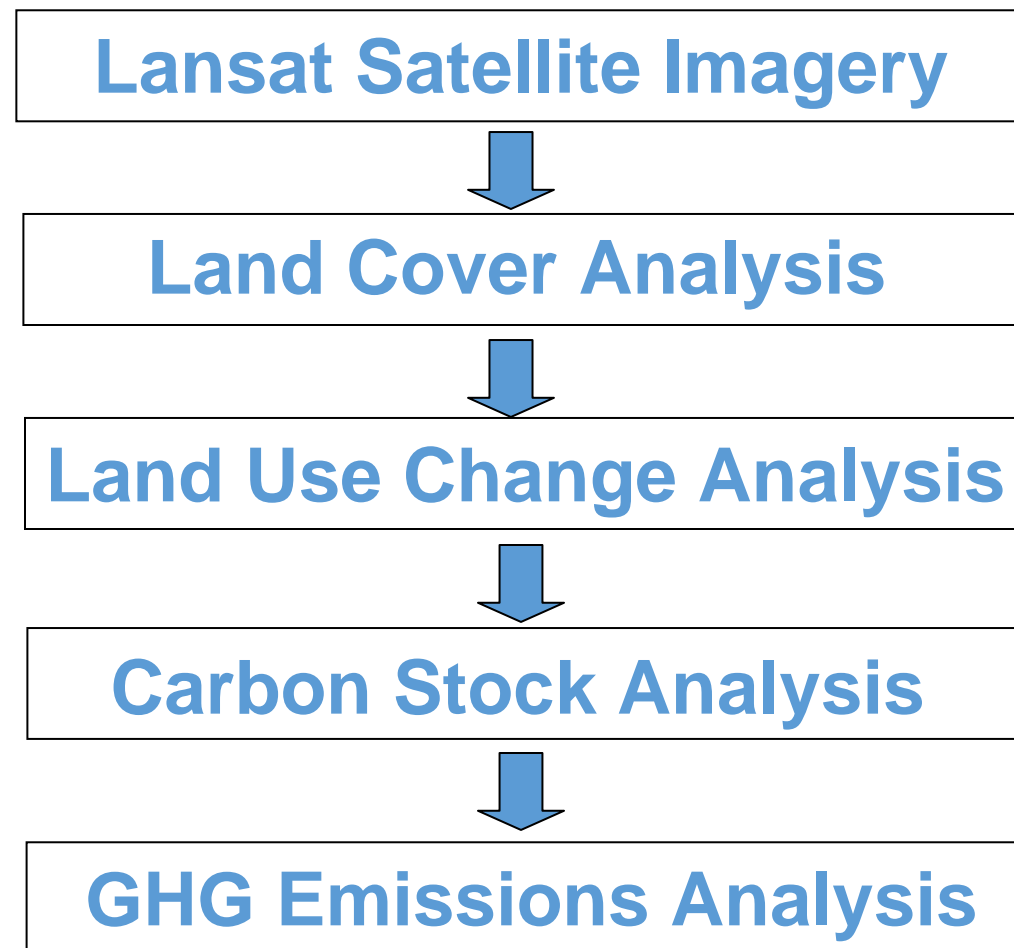 Lansat Satellite Imagery
Land Cover Analysis
Land Use Change Analysis
Carbon Stock Analysis
GHG Emissions Analysis